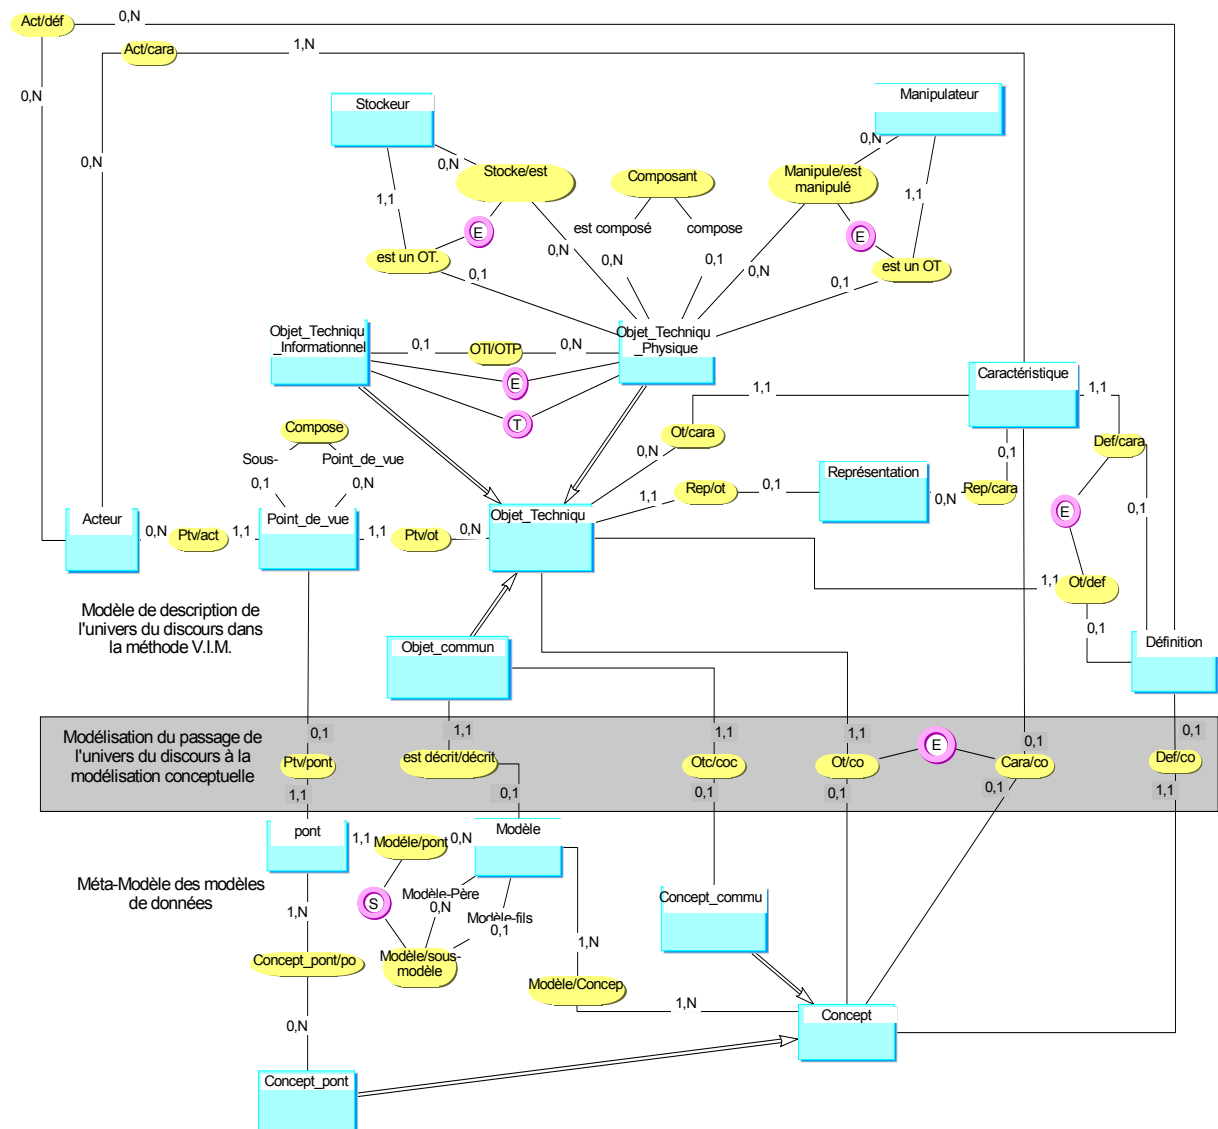 Act/déf
0,N
Act/cara
1,N
0,N
Stockeur
Manipulateur
0,N
0,N
0,N
Stocke/est
Composant
Manipule/est
manipulé
1,1
1,1
E
est composé
compose
E
est un OT.
0,N
0,N
0,1
0,N
est un OT
0,1
0,1
Objet_Techniqu
_Informationnel
0,1
OTI/OTP
0,N
Objet_Techniqu
_Physique
E
T
Caractéristique
1,1
1,1
Compose
Ot/cara
Def/cara
Sous-
Point_de_vue
0,N
0,1
0,1
0,N
1,1
Rep/ot
0,1
Représentation
0,N
Rep/cara
Acteur
0,N
Ptv/act
1,1
Point_de_vue
1,1
Ptv/ot
0,N
Objet_Techniqu
E
0,1
1,1
Ot/def
Modèle de description de
l'univers du discours dans
la méthode V.I.M.
0,1
Objet_commun
Définition
Modélisation du passage de
l'univers du discours à la
modélisation conceptuelle
0,1
1,1
1,1
1,1
E
0,1
0,1
Ptv/pont
est décrit/décrit
Otc/coc
Ot/co
Cara/co
Def/co
1,1
0,1
0,1
0,1
0,1
1,1
pont
1,1
Modéle/pont
0,N
Modèle
Méta-Modèle des modèles
de données
S
Modèle-Père
0,N
Modèle-fils
0,1
Concept_commu
1,N
1,N
Concept_pont/po
Modèle/sous-
modèle
Modèle/Concep
1,N
Concept
0,N
Concept_pont